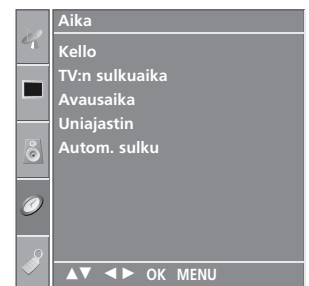 Aika
Kello
TV:n sulkuaika
Avausaika
Uniajastin
Autom. sulku
▲▼ ◄► OK MENU